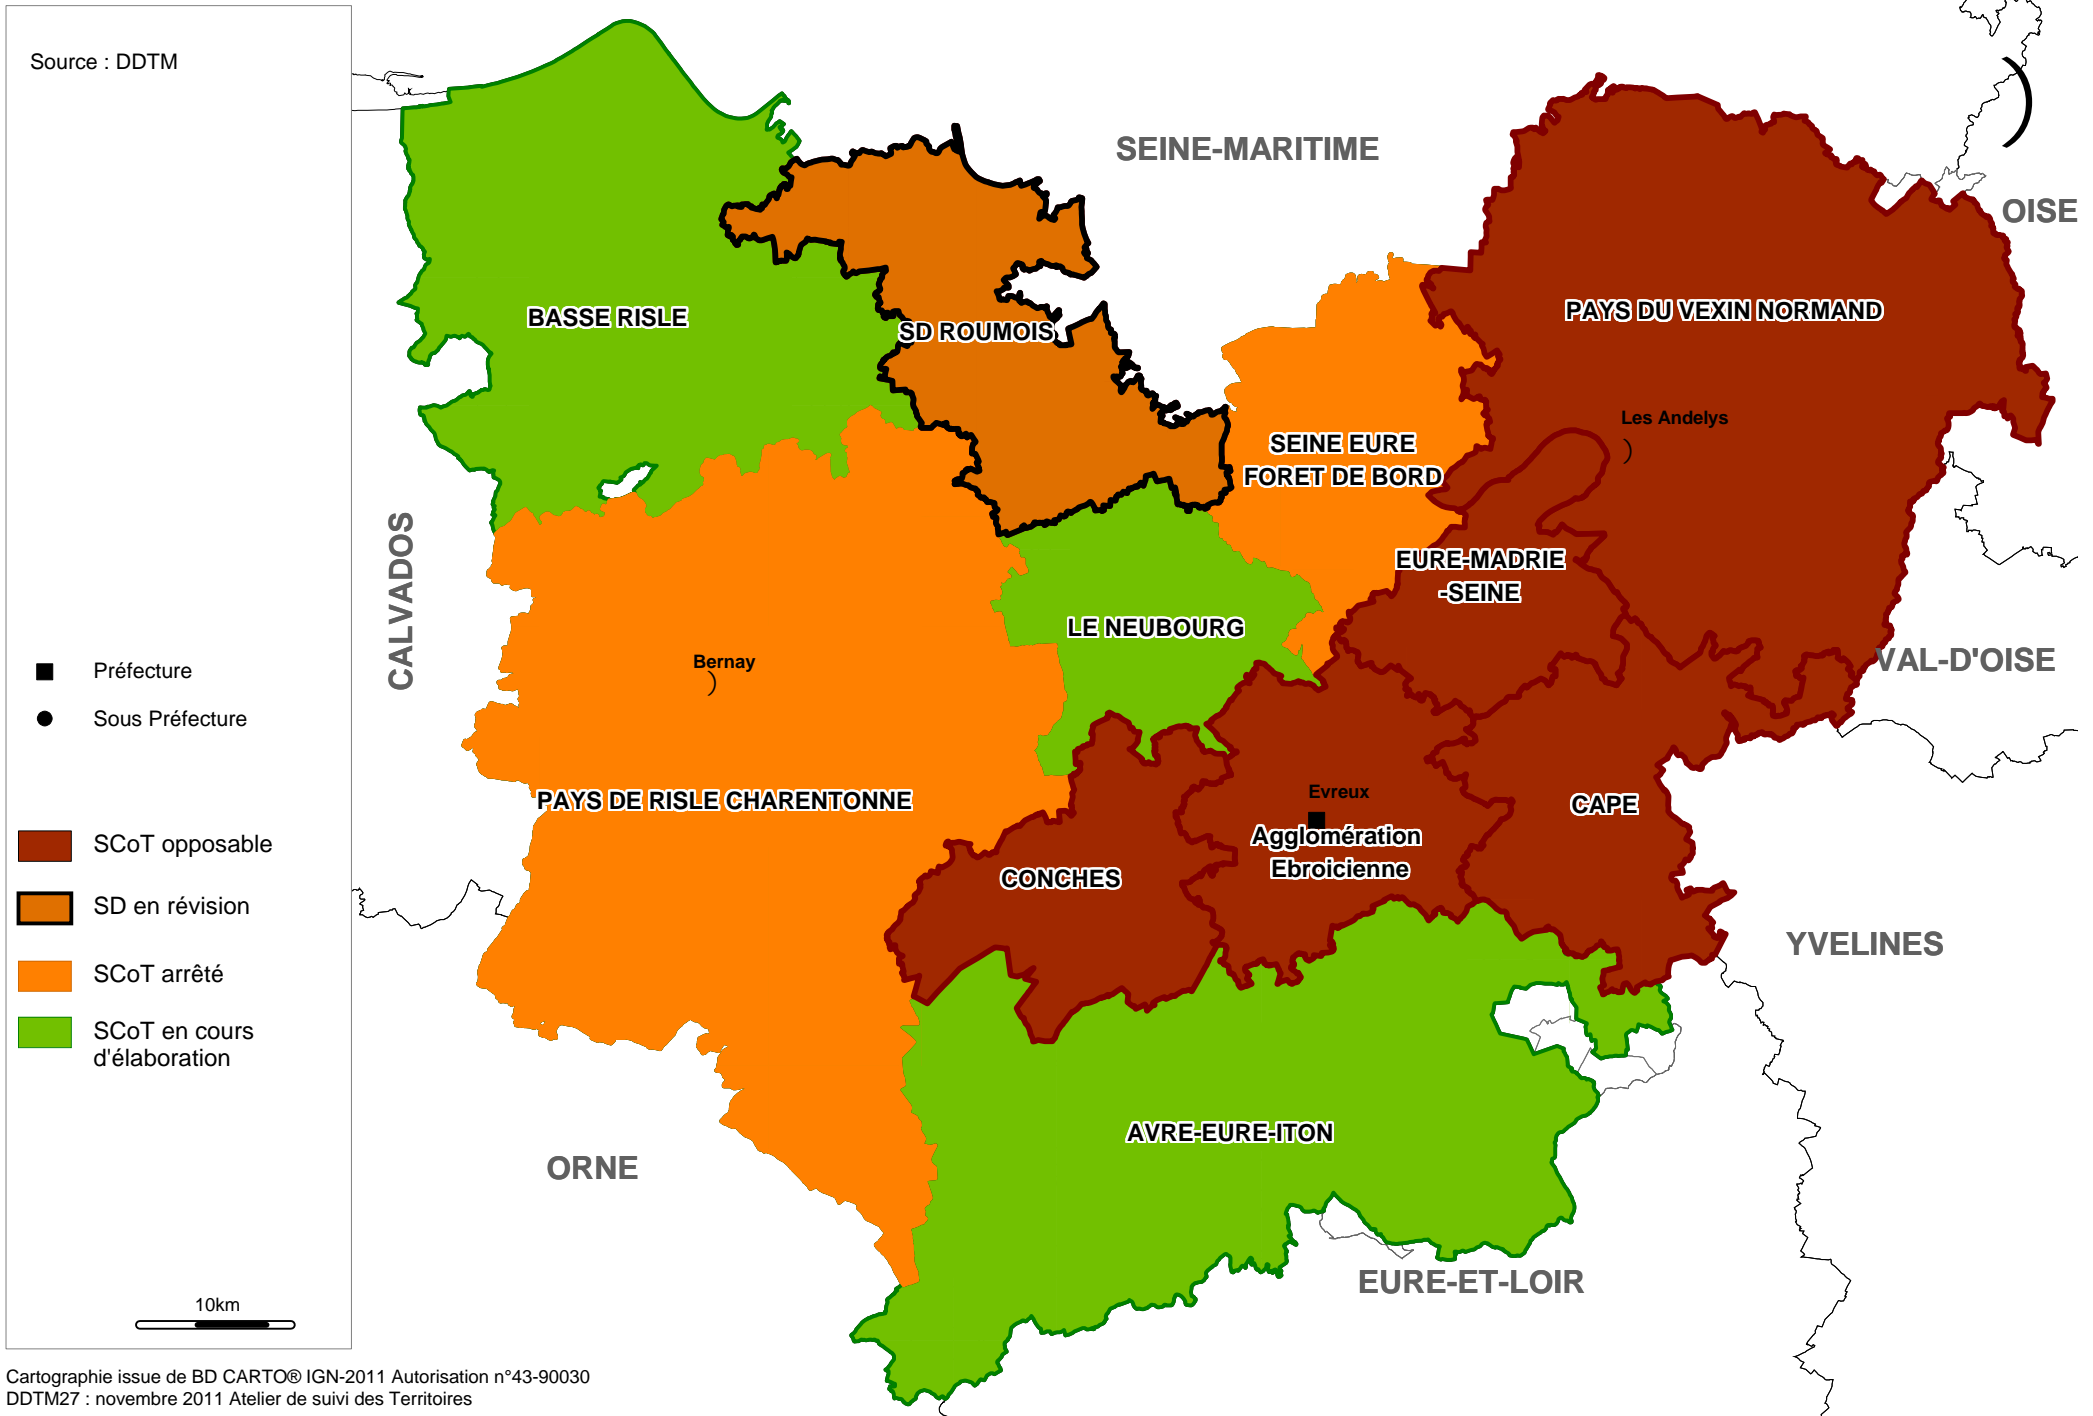 Source : DDTM
SEINE-MARITIME
OISE
BASSE RISLE
SD ROUMOIS
PAYS DU VEXIN NORMAND
Les Andelys
SEINE EURE
FORET DE BORD
CALVADOS
EURE-MADRIE
-SEINE
LE NEUBOURG
Bernay
VAL-D'OISE
Préfecture
Sous Préfecture
PAYS DE RISLE CHARENTONNE
Evreux
CAPE
Agglomération
Ebroicienne
CONCHES
SCoT opposable
SD en révision
SCoT arrêté
SCoT en cours
d'élaboration
YVELINES
AVRE-EURE-ITON
ORNE
EURE-ET-LOIR
10km
Cartographie issue de BD CARTO® IGN-2011 Autorisation n°43-90030
DDTM27 : novembre 2011 Atelier de suivi des Territoires